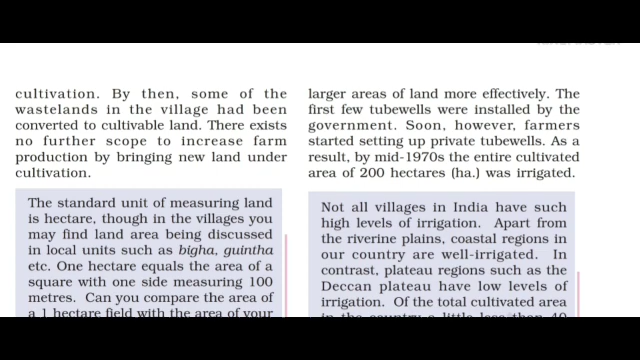 cultivation. By then, some of the
wastelands in the village had been
converted to cultivable land. There exists
no further scope to increase farm
production by bringing new land under
cultivation.
The standard unit of measuring land
is hectare, though in the villages you
may find land area being discussed
in local units such as bigha, guintha
etc. One hectare equals the area of a
square with one side measuring 100
metres. Can you compare the area of
a 1 hectare field with the area of your
larger areas of land more effectively. The
first few tubewells were installed by the
government. Soon, however, farmers
started setting up private tubewells. As a
result, by mid-1970s the entire cultivated
area of 200 hectares (ha.) was irrigated.
Not all villages in India have such
high levels of irrigation. Apart from
the riverine plains, coastal regions in
our country are well-irrigated. In
contrast, plateau regions such as the
Deccan plateau have low levels of
irrigation. Of the total cultivated area
in the country a little less than 40